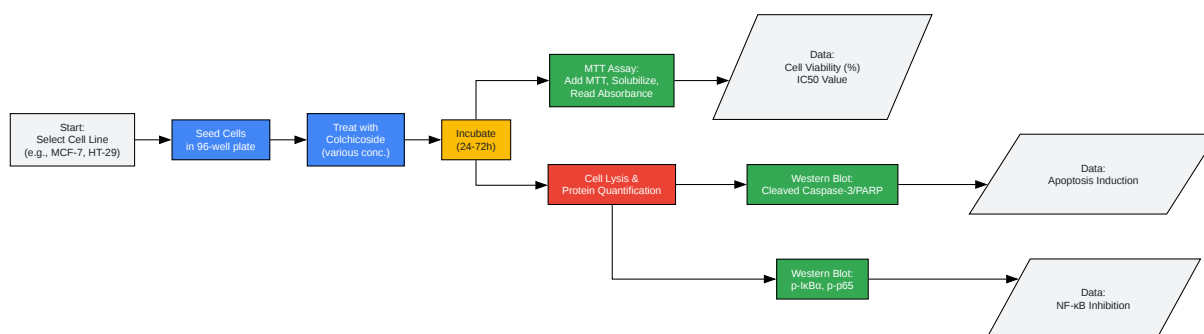 Start:
Select Cell Line
(e.g., MCF-7, HT-29)
Seed Cells
in 96-well plate
Treat with
Colchicoside
(various conc.)
Incubate
(24-72h)
MTT Assay:
Add MTT, Solubilize,
Read Absorbance
Data:
Cell Viability (%)
IC50 Value
Cell Lysis &
Protein Quantification
Western Blot:
Cleaved Caspase-3/PARP
Data:
Apoptosis Induction
Western Blot:
p-IκBα, p-p65
Data:
NF-κB Inhibition